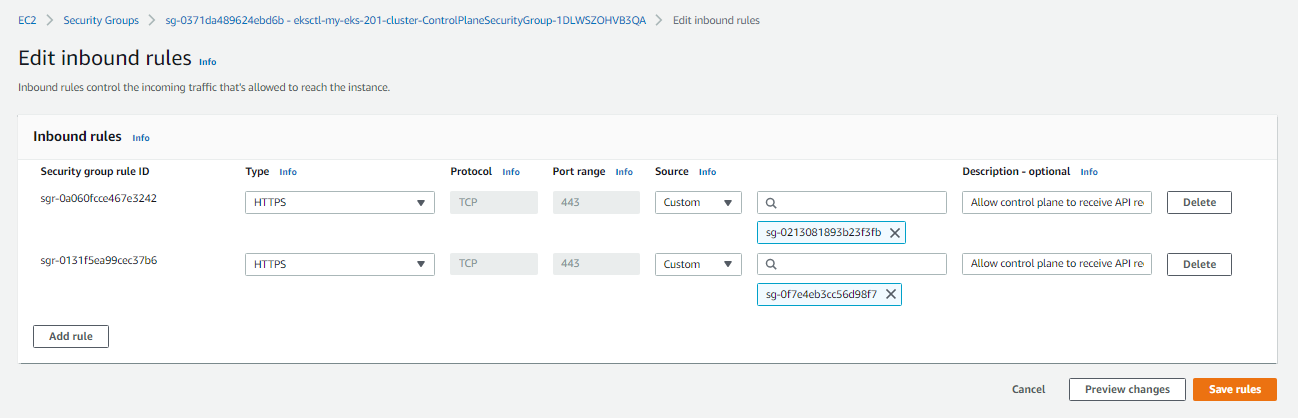 EC2 > Security Groups > sg-0371da489624ebd6b - eksctl-my-eks-201-cluster-ControlPlaneSecurityGroup-1DLWSZOHVB3QA > Edit inbound rules
Edit inbound rules Info
Inbound rules control the incoming traffic that's allowed to reach the instance.
Inbound rules Info
Security group rule ID Type Info Protocol Info Port range Info Source Info Description - optional Info
sgr-0a060fcce467e3242 HTTPS TCP 443 Custom Allow control plane to receive API re Delete
sg-0213081893b23f3fb
sgr-0131f5ea99cec37b6 HTTPS TCP 443 Custom Allow control plane to receive API re Delete
sg-0f7e4eb3cc56d98f7
Add rule
Cancel Preview changes Save rules